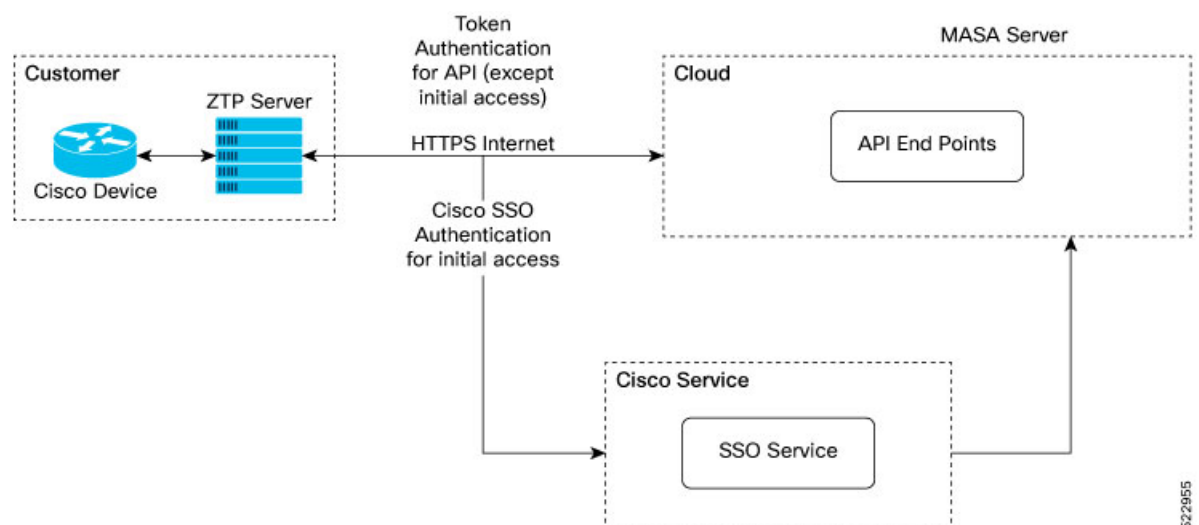 Token
Authentication
for API (except
initial access)
MASA Server
Customer
Cloud
ZTP Server
HTTPS Internet
API End Points
Cisco Device
Cisco SSO
Authentication
for initial access
Cisco Service
SSO Service